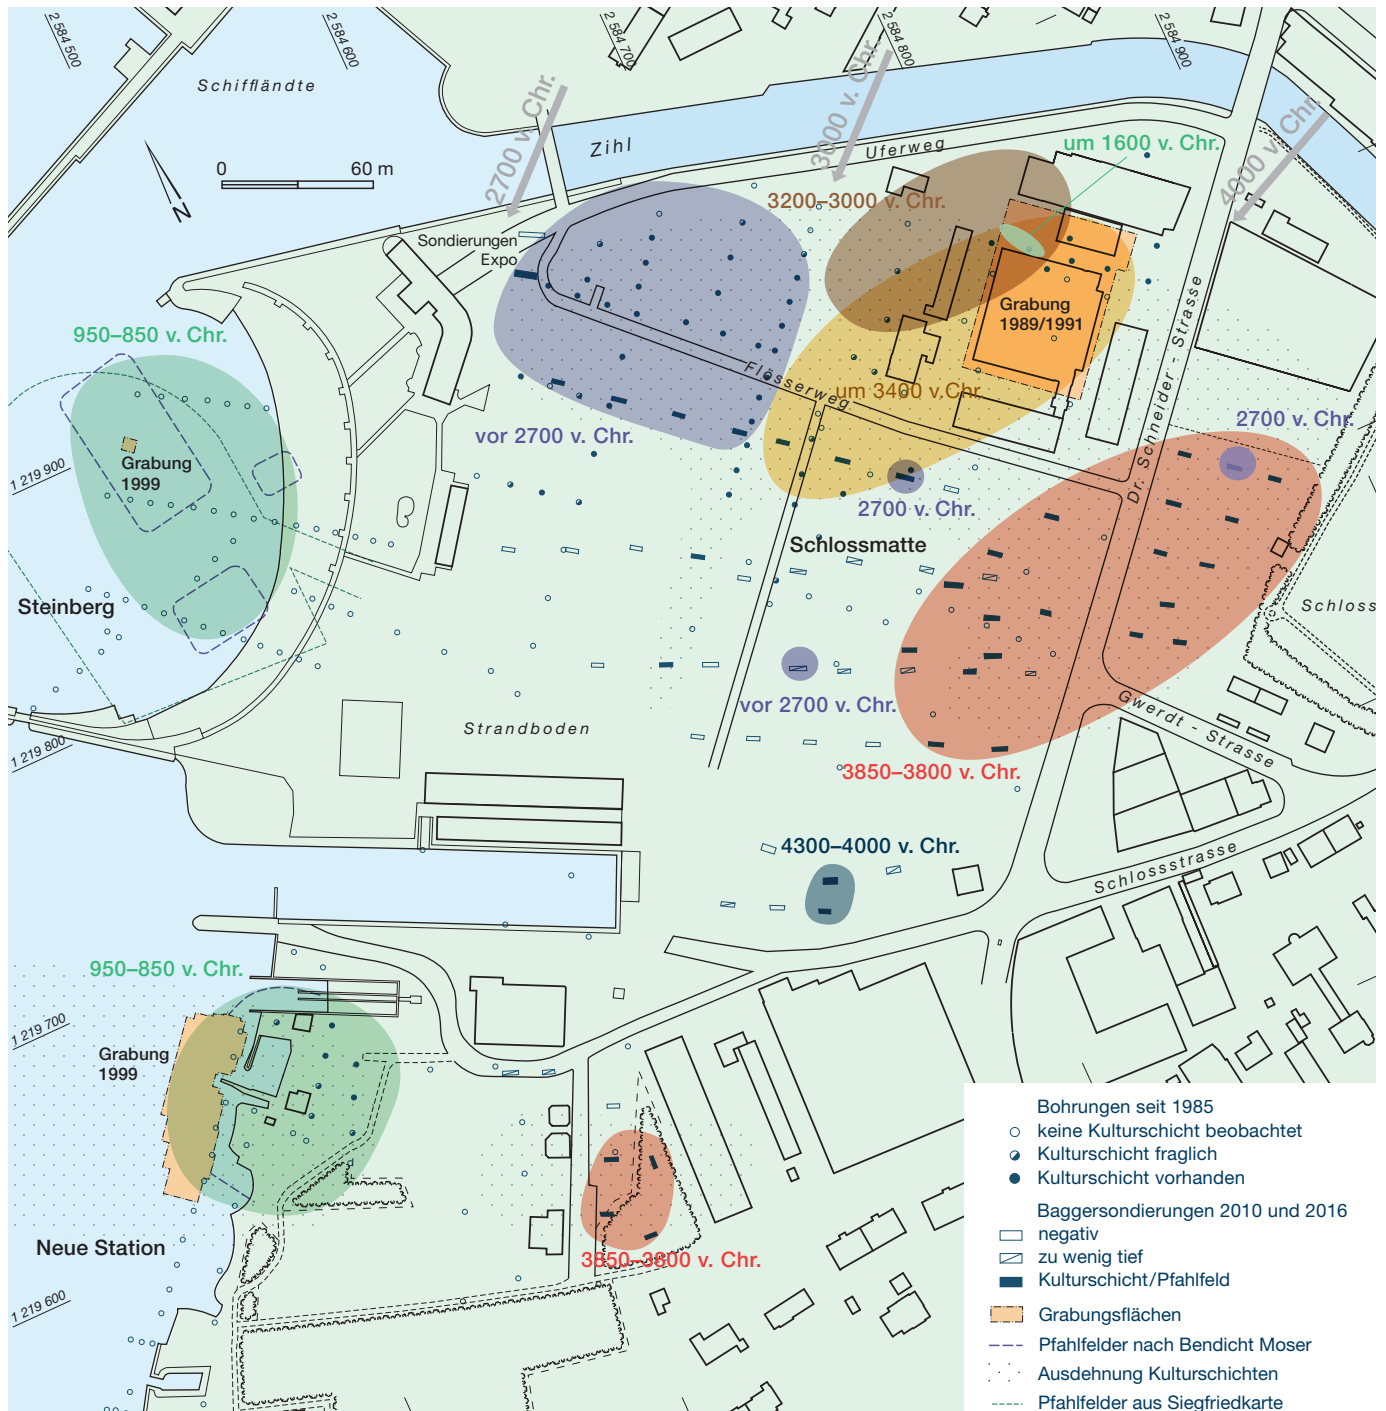 2 584 500
2 584 600
2 584 700
2 584 800
2 584 900
Schiffländte
2700 v. Chr.
3000 v. Chr.
4000 v. Chr.
Zihl
Uferweg
um 1600 v. Chr.
0 60 m
N
3200–3000 v. Chr.
Sondierungen
Expo
Grabung
1989/1991
950–850 v. Chr.
Flösserweg
um 3400 v. Chr.
Dr. Schneider - Strasse
vor 2700 v. Chr.
2700 v. Chr.
Grabung
1999
1 219 900
2700 v. Chr.
Schlossmatte
Steinberg
Schloss
vor 2700 v. Chr.
Gwerdt - Strasse
Strandboden
1 219 800
3850–3800 v. Chr.
4300–4000 v. Chr.
Schlossstrasse
950–850 v. Chr.
1 219 700
Grabung
1999
Neue Station
3850–3800 v. Chr.
1 219 600
Bohrungen seit 1985
keine Kulturschicht beobachtet
Kulturschicht fraglich
Kulturschicht vorhanden
Baggersondierungen 2010 und 2016
negativ
zu wenig tief
Kulturschicht/Pfahlfeld
Grabungsflächen
Pfahlfelder nach Bendicht Moser
Ausdehnung Kulturschichten
Pfahlfelder aus Siegfriedkarte